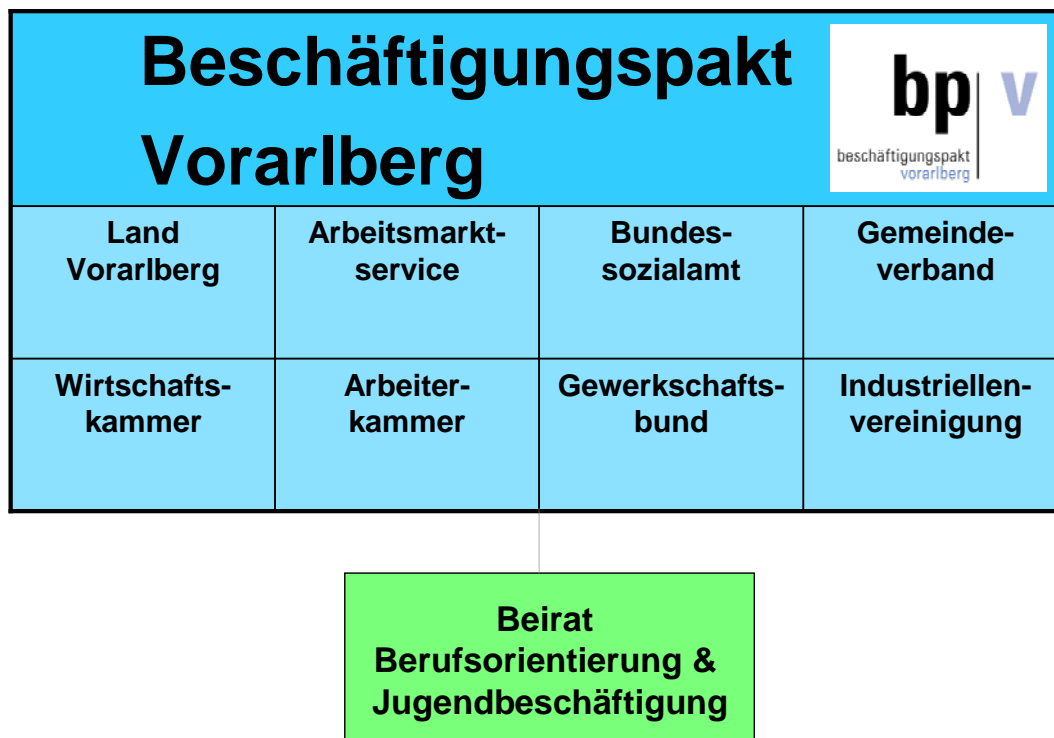 Beschäftigungspakt
Vorarlberg
bp v
beschäftigungspakt
vorarlberg
Land
Vorarlberg
Arbeitsmarkt-
service
Bundes-
sozialamt
Gemeinde-
verband
Wirtschafts-
kammer
Arbeiter-
kammer
Gewerkschafts-
bund
Industriellen-
vereinigung
Beirat
Berufsorientierung &
Jugendbeschäftigung